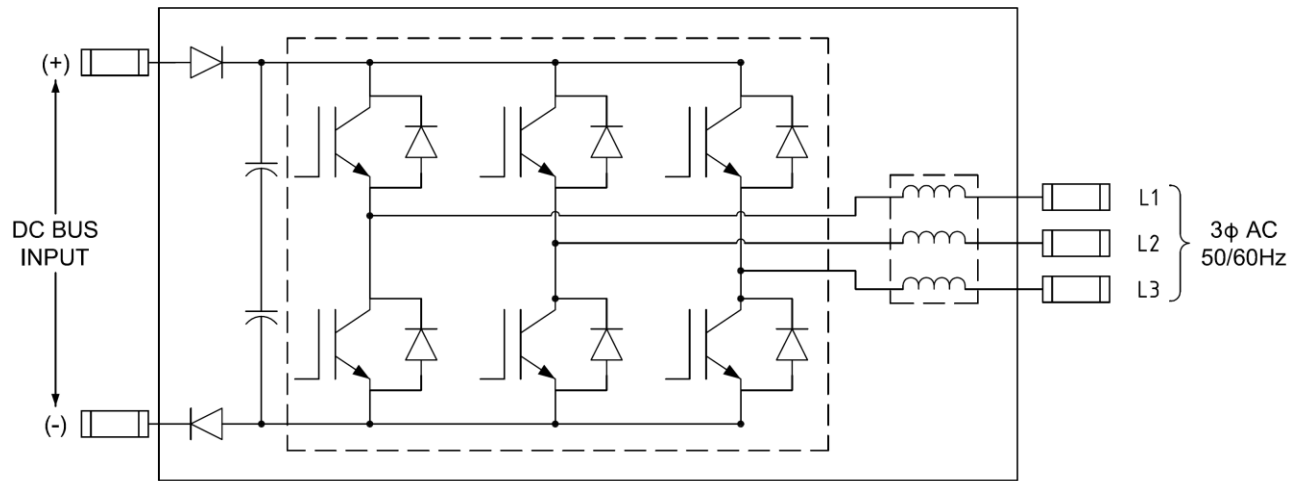 (+)
DC BUS
INPUT
(-)
L1
L2
L3
3ϕ AC
50/60Hz